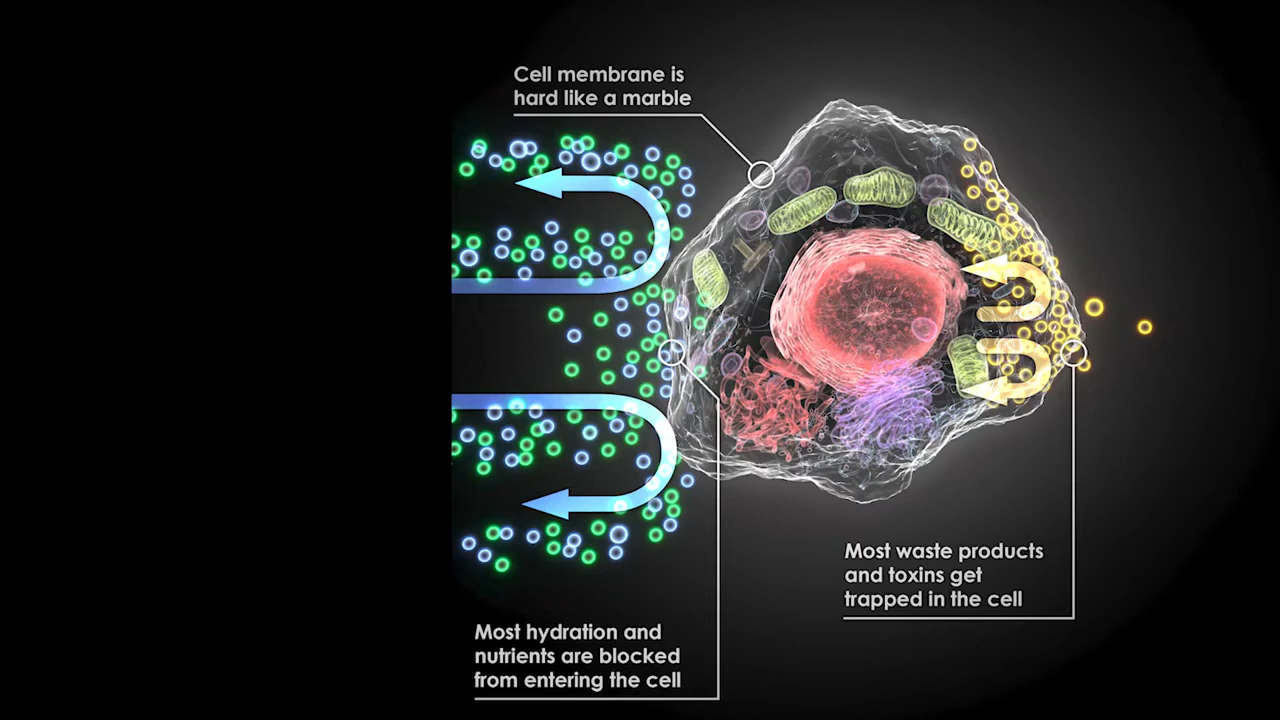 Cell membrane is
hard like a marble
Most waste products
and toxins get
trapped in the cell
Most hydration and
nutrients are blocked
from entering the cell